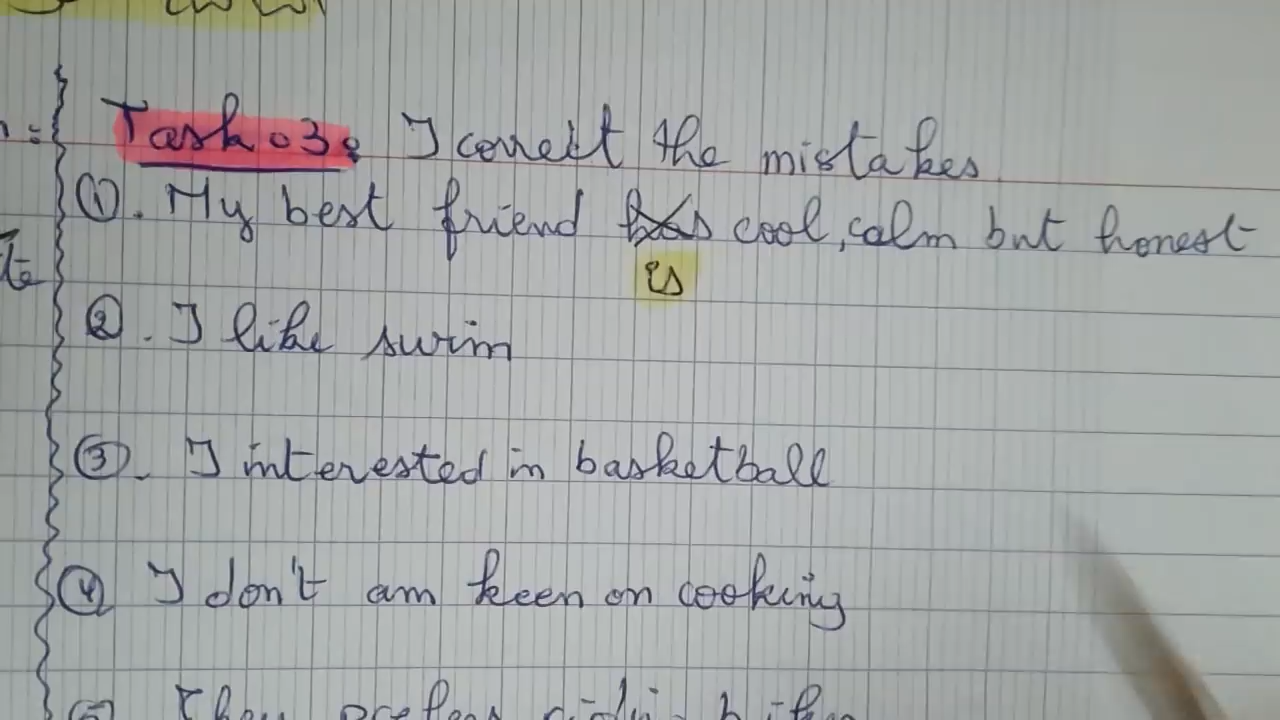 Task 03: I correct the mistakes
①. My best friend has cool, calm but honest
is
②. I like swim
③. I interested in basketball
④ I don't am keen on cooking